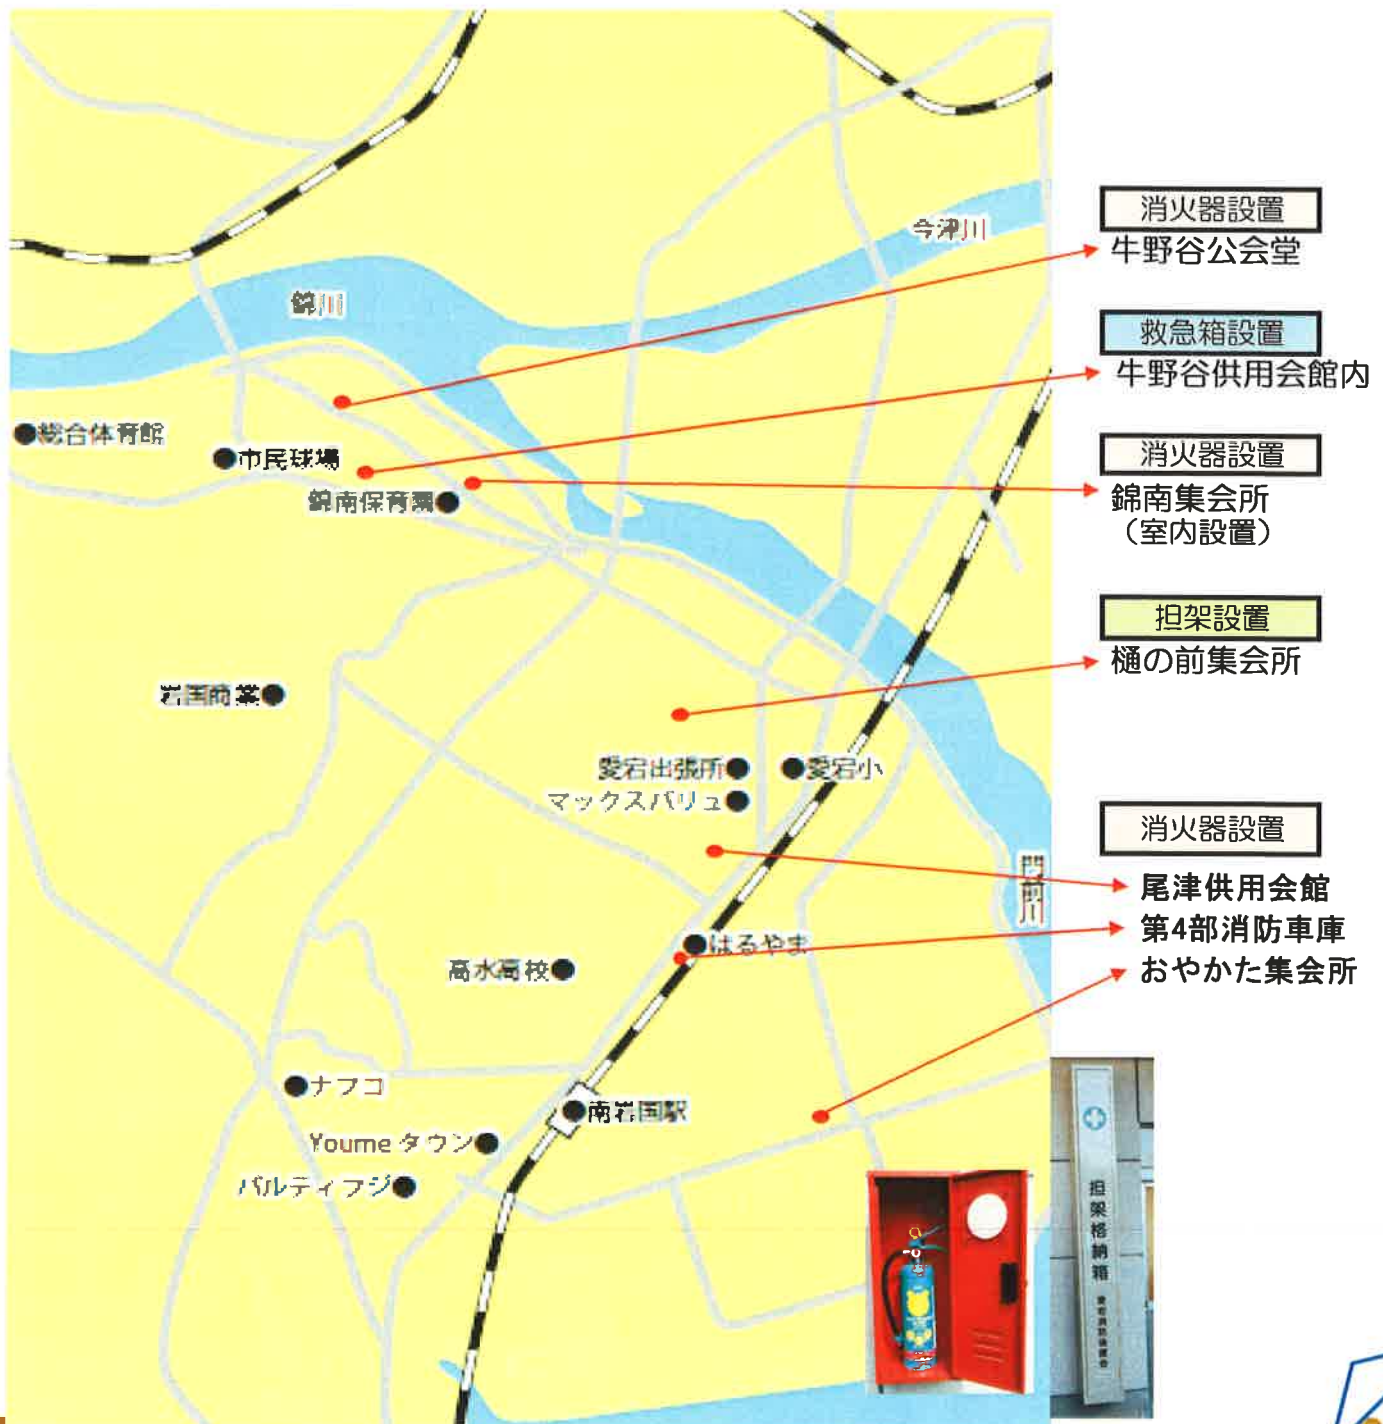 今津川
錦川
総合体育館
市民球場
錦南保育園
岩国商業
愛宕出張所
愛宕小
マックスバリュ
門前川
はるやま
高水高校
ナフコ
南岩国駅
Youme タウン
パルティフジ
消火器設置
牛野谷公会堂
救急箱設置
牛野谷供用会館内
消火器設置
錦南集会所
（室内設置）
担架設置
樋の前集会所
消火器設置
尾津供用会館
第4部消防車庫
おやかた集会所
担架格納箱